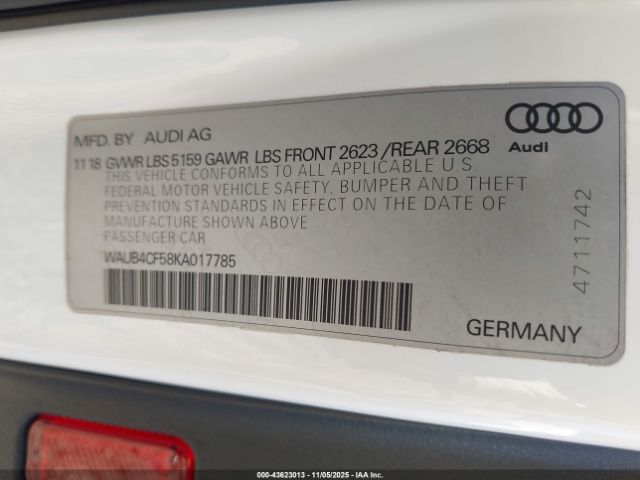 MFD. BY AUDI AG
11 18 GVWR LBS 5159 GAWR LBS FRONT 2623 / REAR 2668
THIS VEHICLE CONFORMS TO ALL APPLICABLE U.S
FEDERAL MOTOR VEHICLE SAFETY, BUMPER AND THEFT
PREVENTION STANDARDS IN EFFECT ON THE DATE OF
MANUFACTURE SHOWN ABOVE
PASSENGER CAR
WAUB4CF58KA017785
Audi
4711742
GERMANY
000-43623013 - 11/05/2025 - IAA Inc.